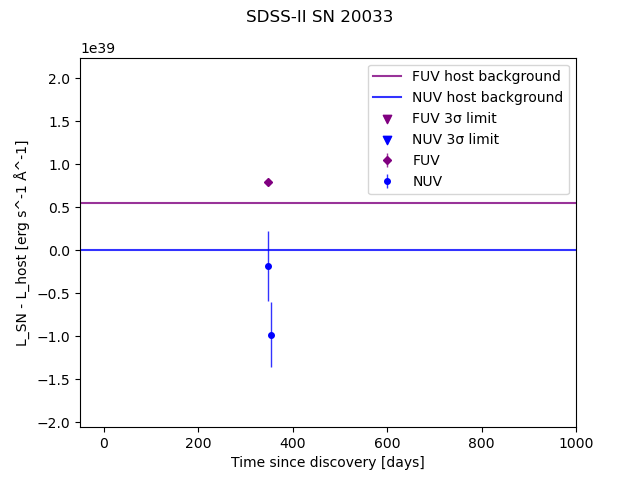 SDSS-II SN 20033
1e39
FUV host background
NUV host background
FUV 3σ limit
NUV 3σ limit
FUV
NUV
L_SN - L_host [erg s^-1 Å^-1]
2.0
1.5
1.0
0.5
0.0
−0.5
−1.0
−1.5
−2.0
0 200 400 600 800 1000
Time since discovery [days]